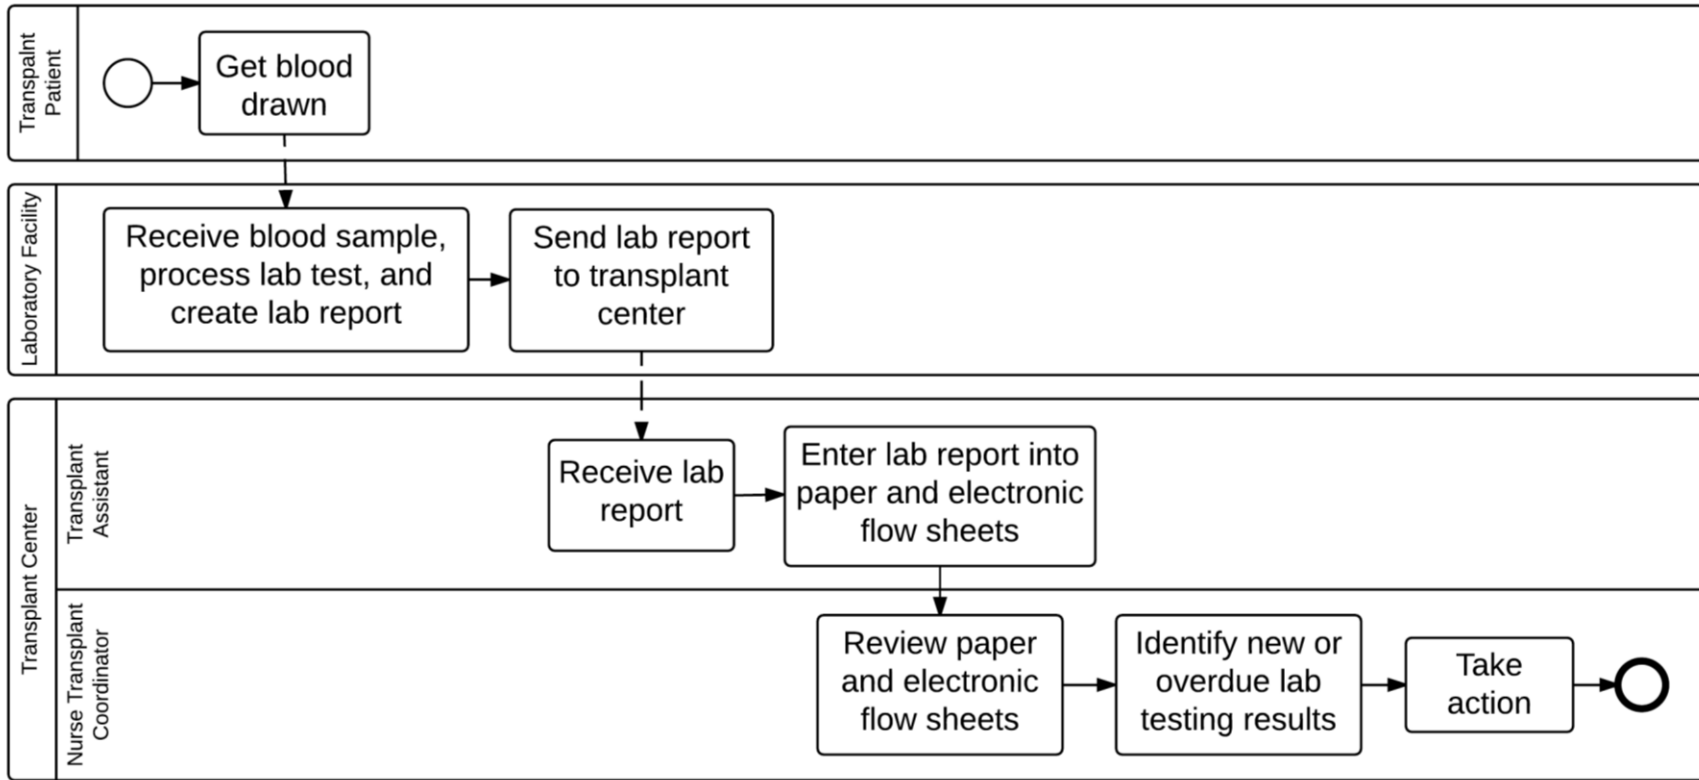 Transpalnt
Patient
Get blood
drawn
Laboratory Facility
Receive blood sample,
process lab test, and
create lab report
Send lab report
to transplant
center
Transplant Center
Transplant
Assistant
Receive lab
report
Enter lab report into
paper and electronic
flow sheets
Nurse Transplant
Coordinator
Review paper
and electronic
flow sheets
Identify new or
overdue lab
testing results
Take
action